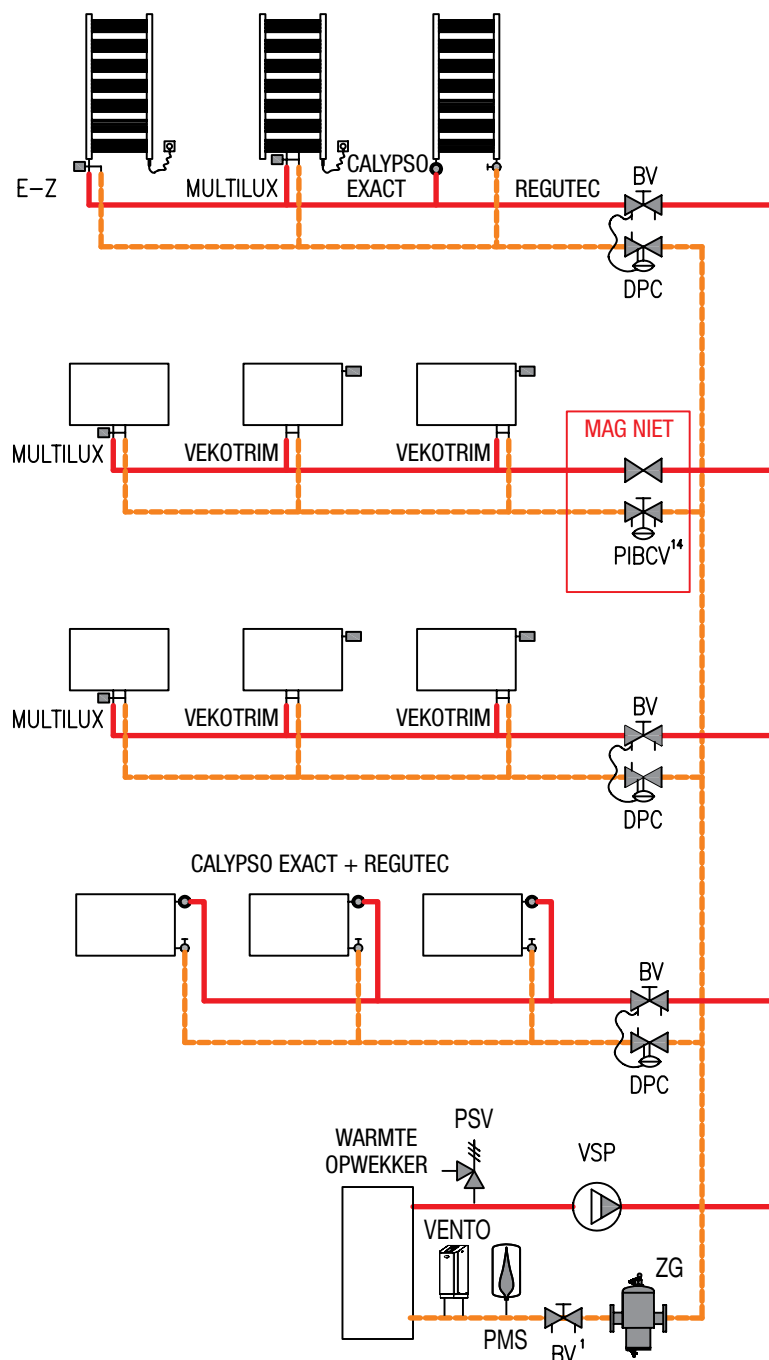 E-Z
MULTILUX
CALYPSO
EXACT
REGUTEC
BV
DPC
MULTILUX
VEKOTRIM
VEKOTRIM
MAG NIET
PIBCV¹⁴
MULTILUX
VEKOTRIM
VEKOTRIM
BV
DPC
CALYPSO EXACT + REGUTEC
BV
DPC
WARMTE
OPWEKKER
PSV
VSP
VENTO
PMS
BV¹
ZG